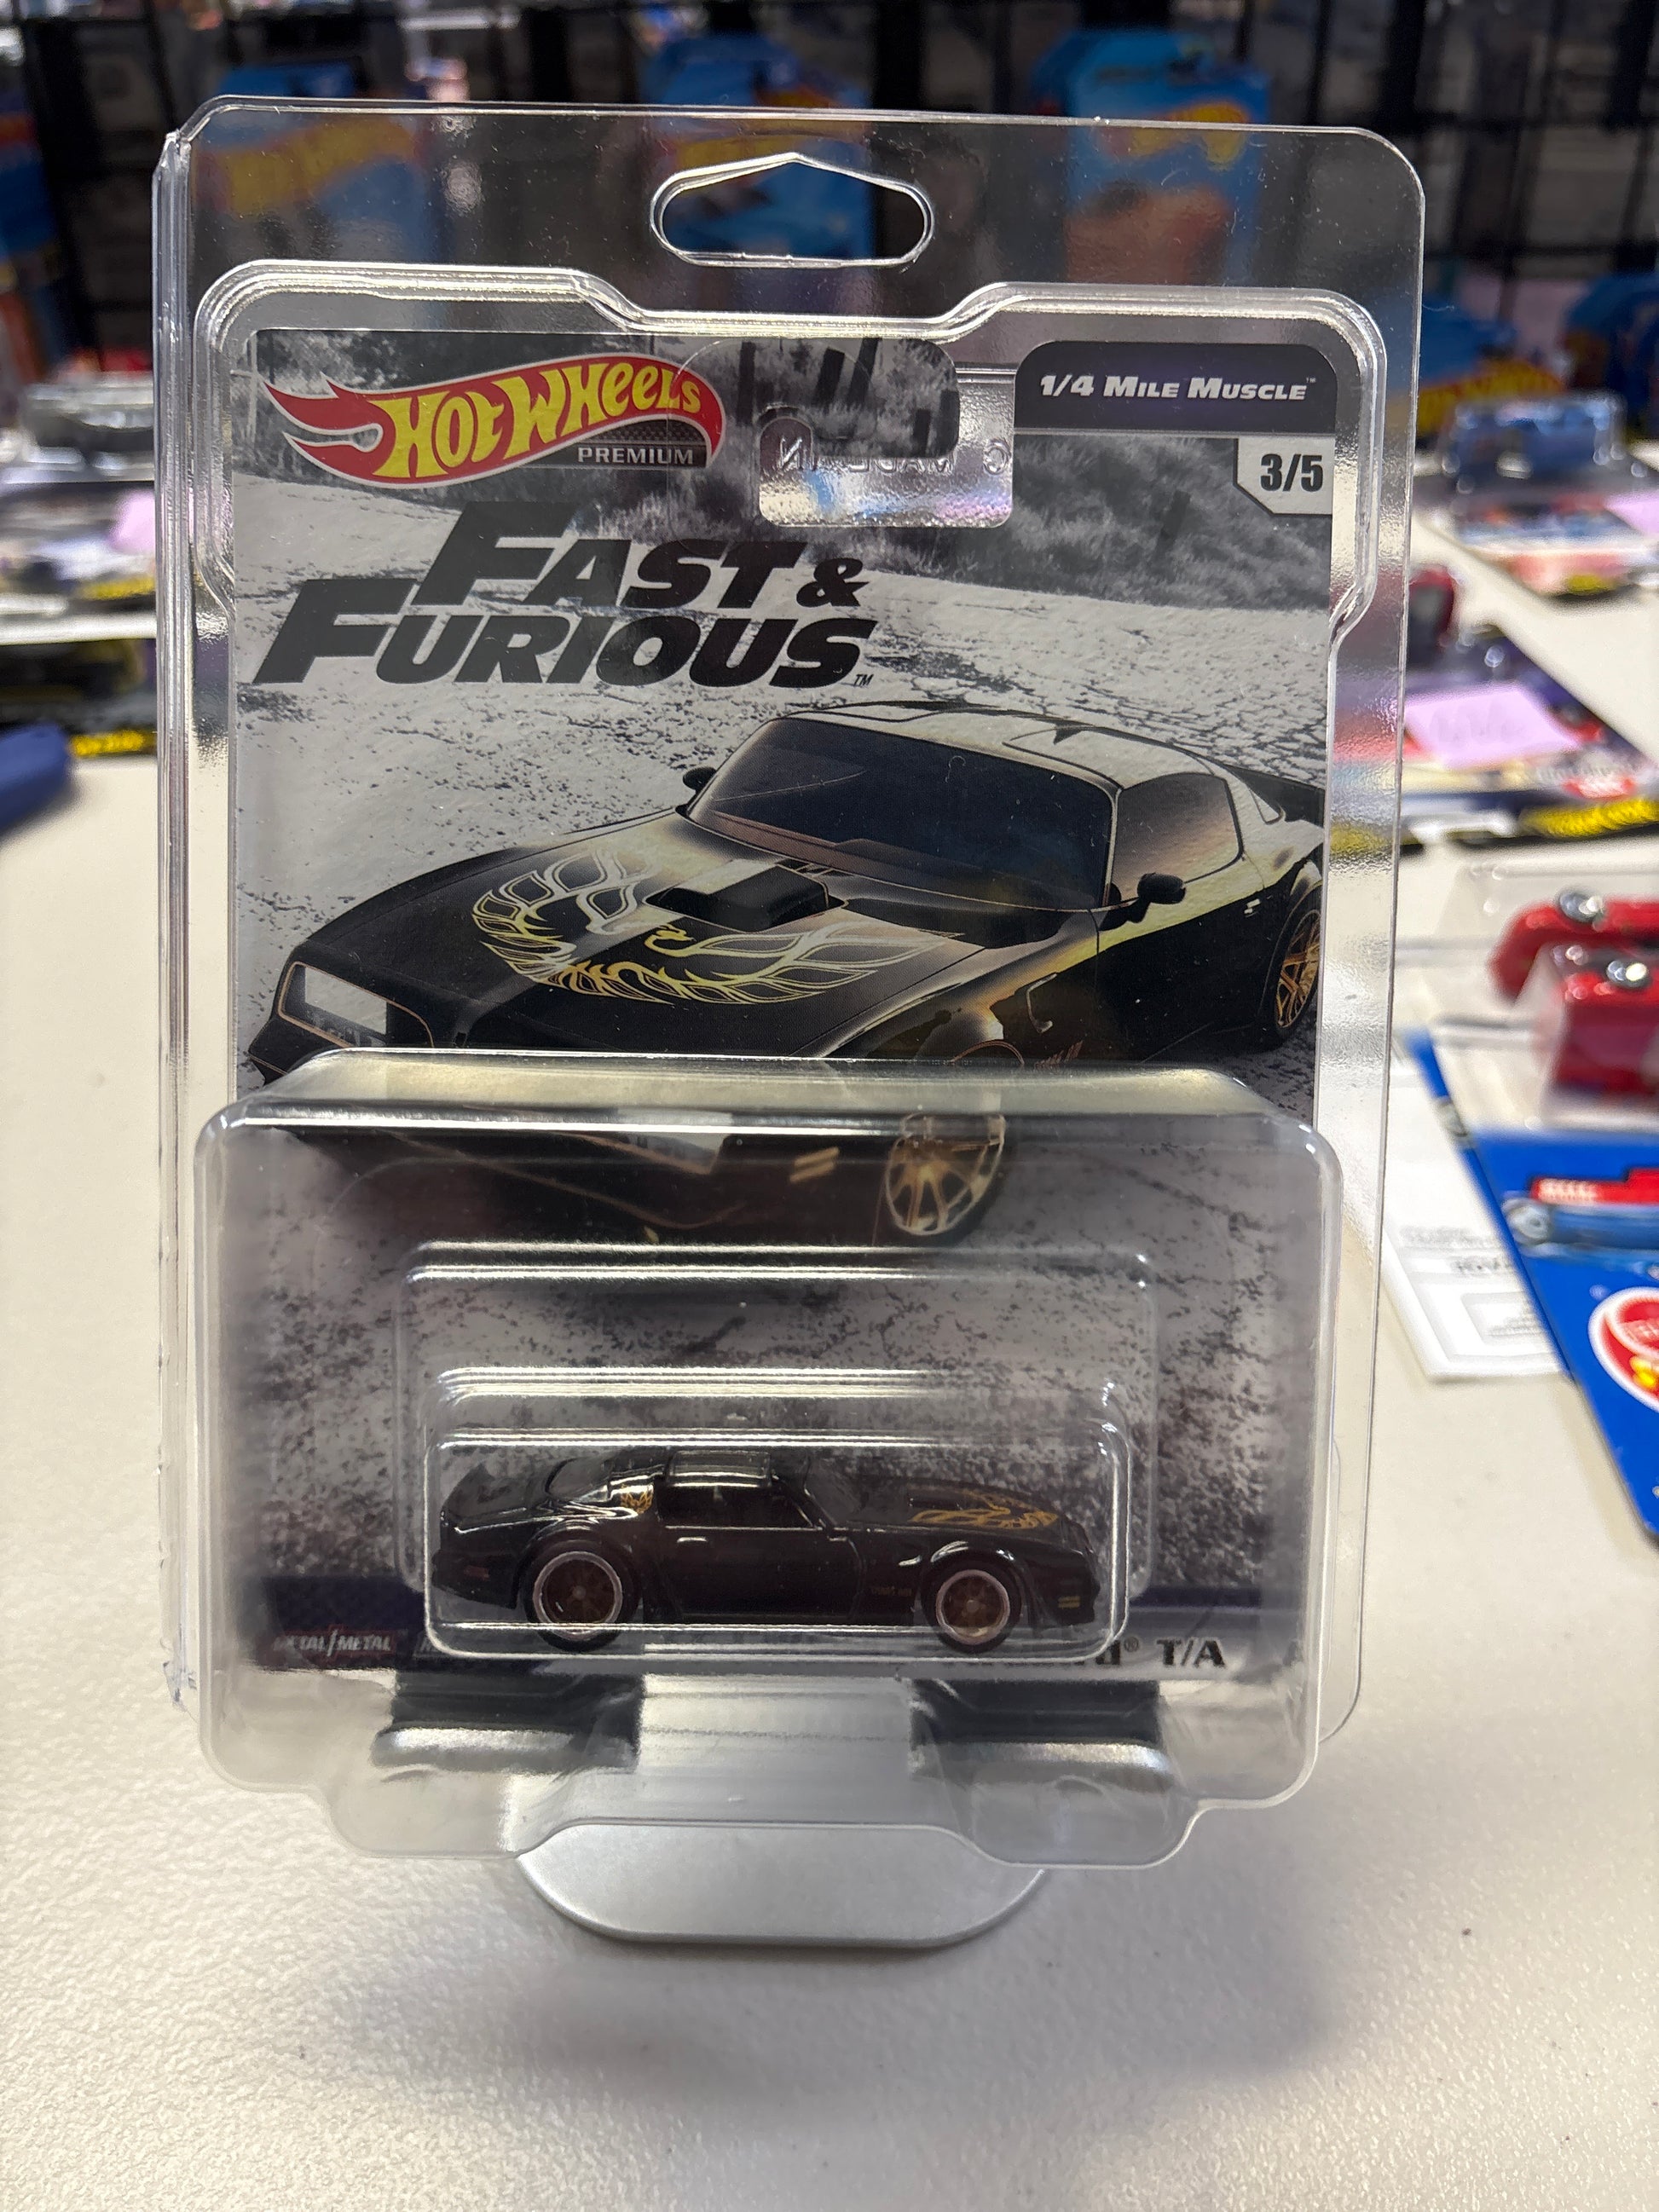 HOT WHEELS
PREMIUM
1/4 MILE MUSCLE™
3/5
FAST &
FURIOUS™
METAL/METAL
® T/A